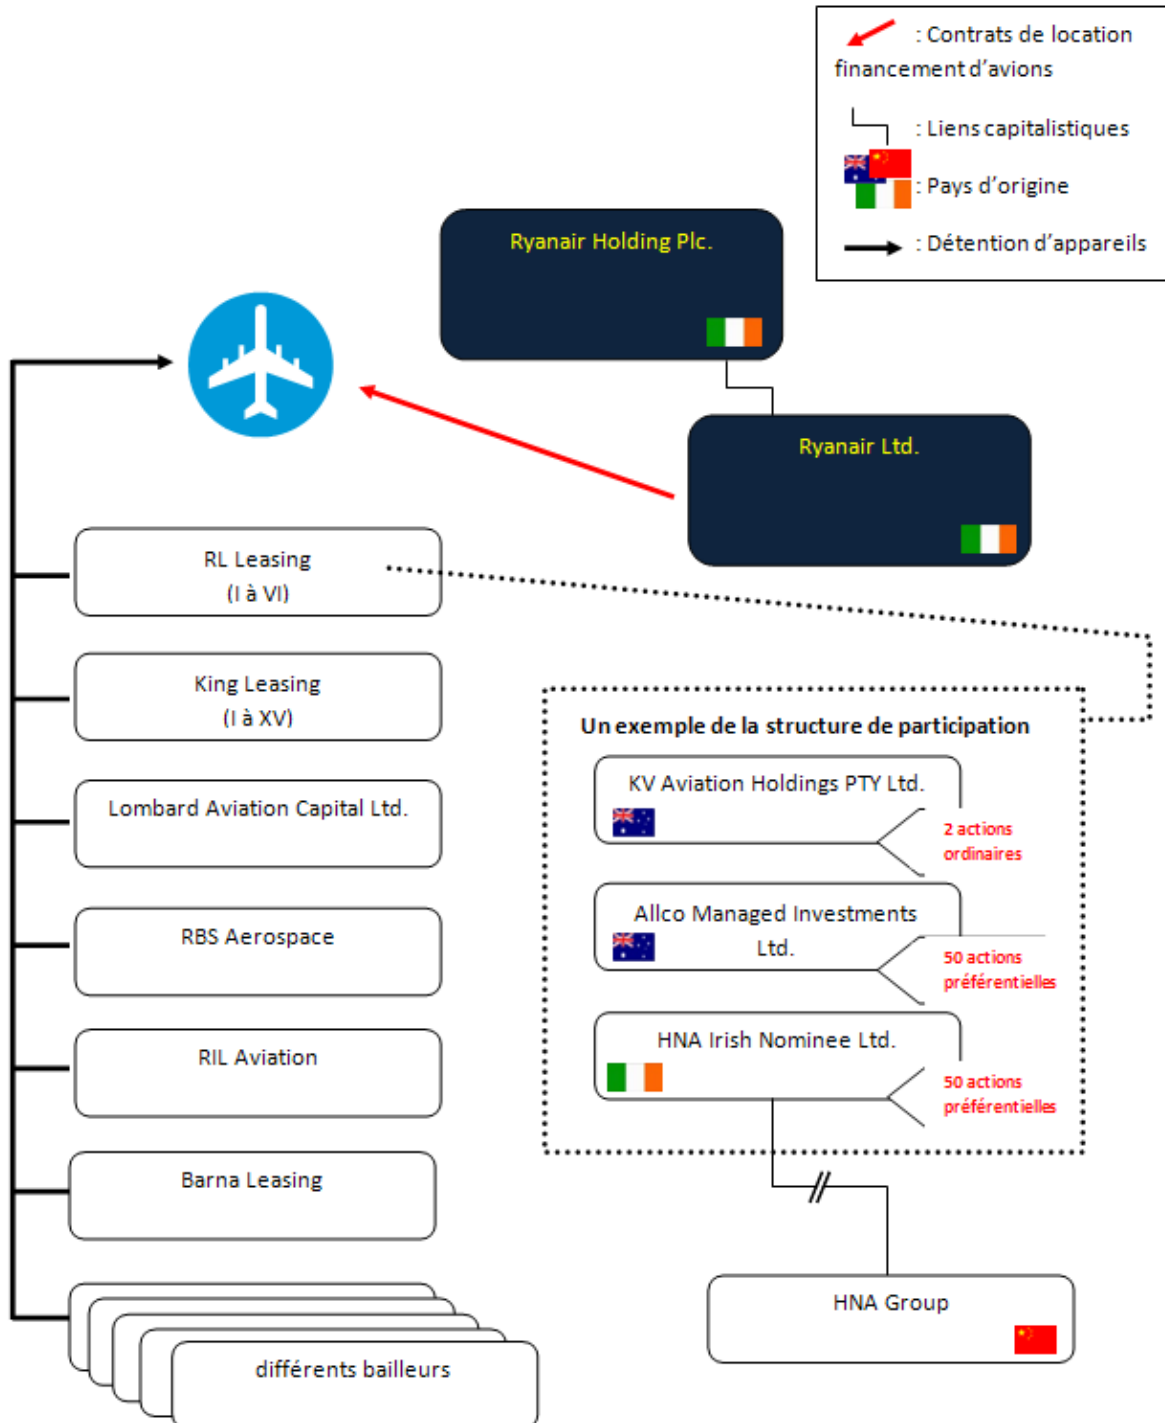 : Contrats de location
financement d’avions
: Liens capitalistiques
: Pays d’origine
: Détention d’appareils
Ryanair Holding Plc.
Ryanair Ltd.
RL Leasing
(I à VI)
King Leasing
(I à XV)
Lombard Aviation Capital Ltd.
RBS Aerospace
RIL Aviation
Barna Leasing
différents bailleurs
Un exemple de la structure de participation
KV Aviation Holdings PTY Ltd.
2 actions
ordinaires
Allco Managed Investments
Ltd.
50 actions
préférentielles
HNA Irish Nominee Ltd.
50 actions
préférentielles
HNA Group